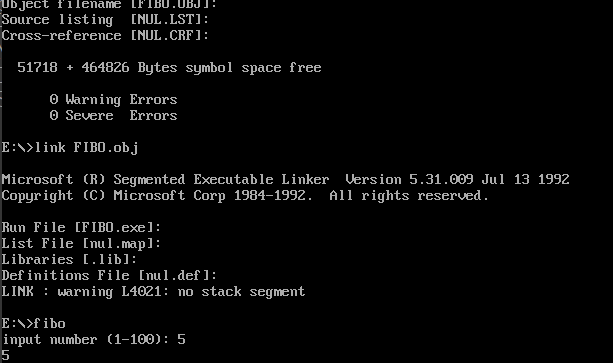 Object filename [FIBO.OBJ]:
Source listing  [NUL.LST]:
Cross-reference [NUL.CRF]:
51718 + 464826 Bytes symbol space free
0 Warning Errors
0 Severe  Errors
E:\>link FIBO.obj
Microsoft (R) Segmented Executable Linker  Version 5.31.009 Jul 13 1992
Copyright (C) Microsoft Corp 1984-1992.  All rights reserved.
Run File [FIBO.exe]:
List File [nul.map]:
Libraries [.lib]:
Definitions File [nul.def]:
LINK : warning L4021: no stack segment
E:\>fibo
input number (1-100): 5
5